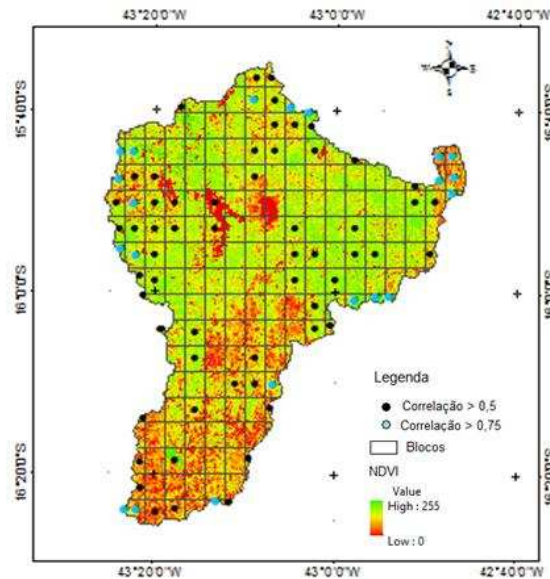 43°20'0"W 43°0'0"W 42°40'0"W
15°40'0"S
16°0'0"S
16°20'0"S
Legenda
Correlação > 0,5
Correlação > 0,75
Blocos
NDVI
Value
High : 255
Low : 0
43°20'0"W 43°0'0"W 42°40'0"W